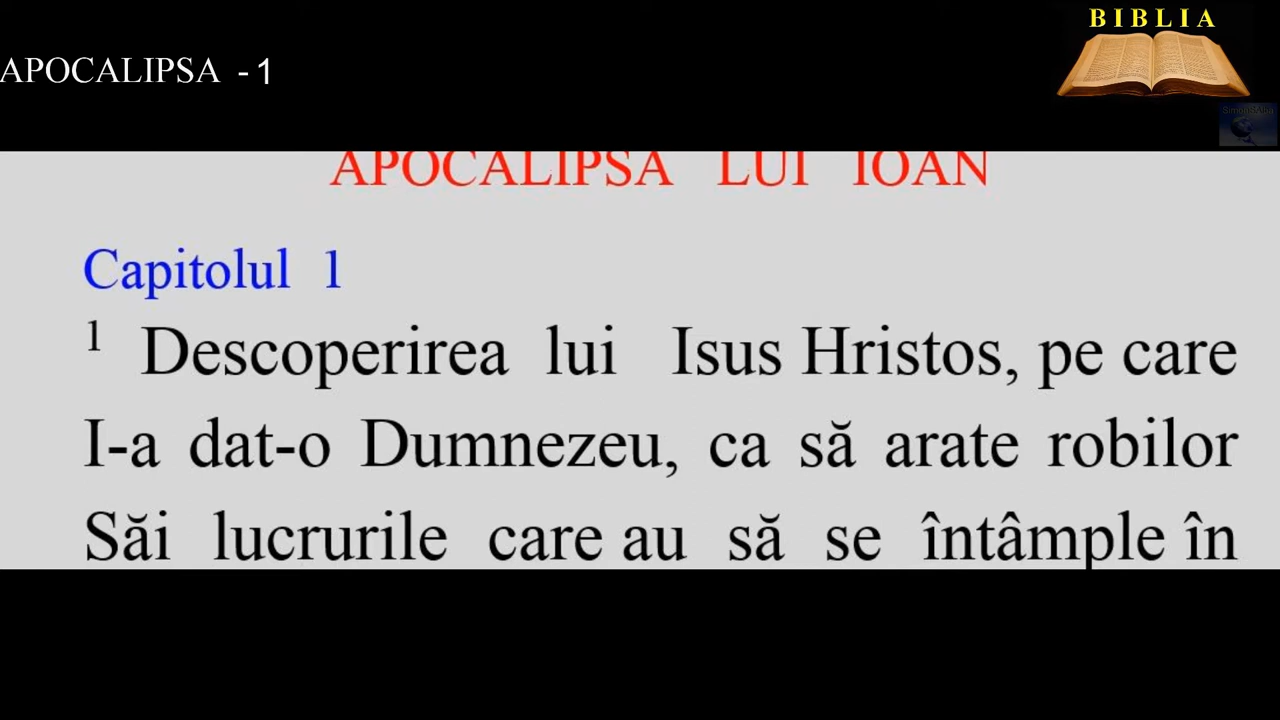 BIBLIA
APOCALIPSA - 1
APOCALIPSA LUI IOAN
Capitolul 1
1 Descoperirea lui Isus Hristos, pe care
I-a dat-o Dumnezeu, ca să arate robilor
Săi lucrurile care au să se întâmple în